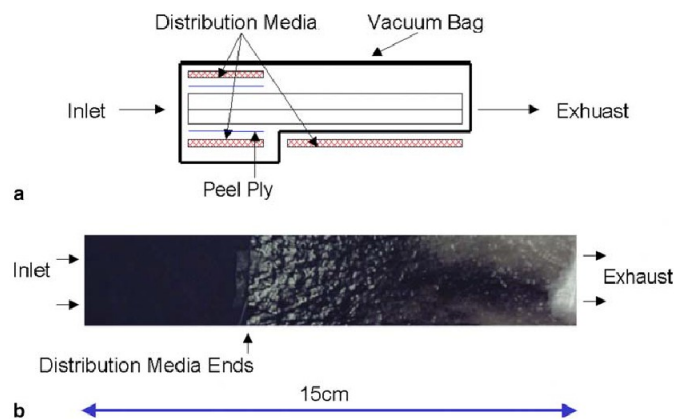 Distribution Media
Vacuum Bag
Inlet
Exhuast
Peel Ply
a
Inlet
Exhaust
Distribution Media Ends
15cm
b